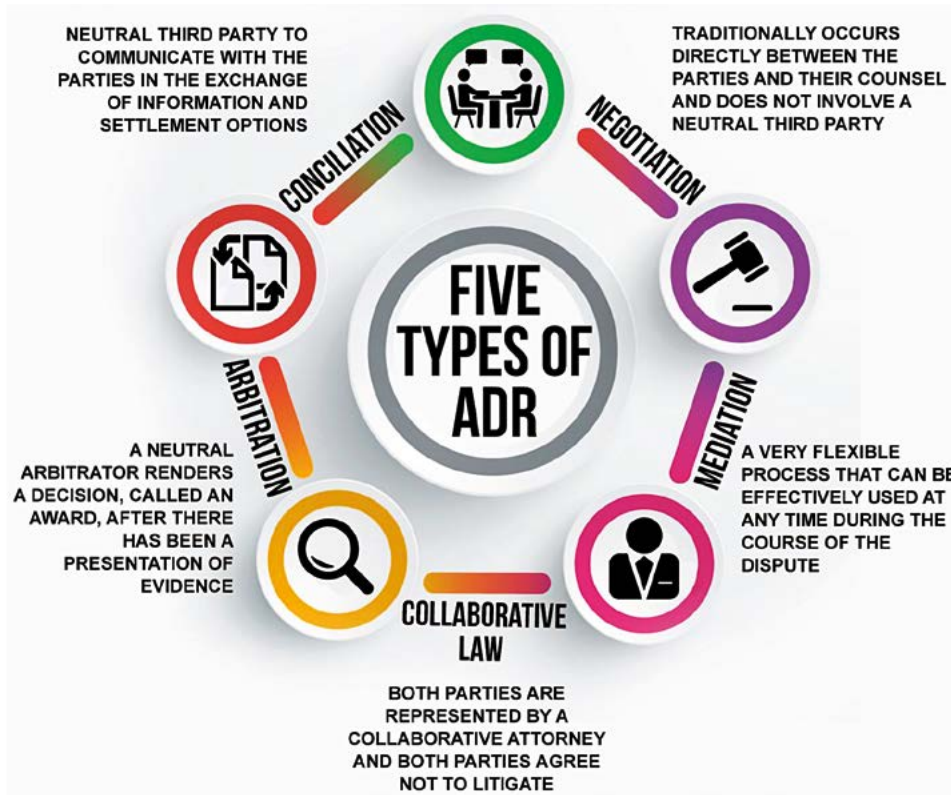 NEUTRAL THIRD PARTY TO
COMMUNICATE WITH THE
PARTIES IN THE EXCHANGE
OF INFORMATION AND
SETTLEMENT OPTIONS
CONCILIATION
TRADITIONALLY OCCURS
DIRECTLY BETWEEN THE
PARTIES AND THEIR COUNSEL
AND DOES NOT INVOLVE A
NEUTRAL THIRD PARTY
NEGOTIATION
FIVE
TYPES OF
ADR
ARBITRATION
A NEUTRAL
ARBITRATOR RENDERS
A DECISION, CALLED AN
AWARD, AFTER THERE
HAS BEEN A
PRESENTATION OF
EVIDENCE
MEDIATION
A VERY FLEXIBLE
PROCESS THAT CAN BE
EFFECTIVELY USED AT
ANY TIME DURING THE
COURSE OF THE
DISPUTE
COLLABORATIVE
LAW
BOTH PARTIES ARE
REPRESENTED BY A
COLLABORATIVE ATTORNEY
AND BOTH PARTIES AGREE
NOT TO LITIGATE